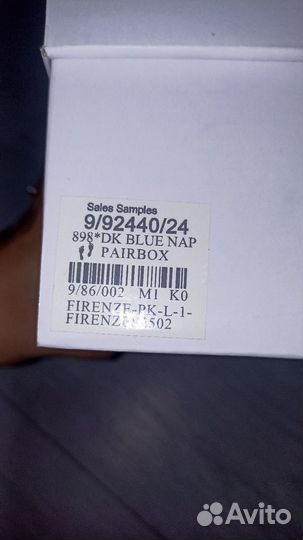 Sales Samples
9/92440/24
898*DK BLUE NAP
PAIRBOX
9/86/002 M1 K0
FIRENZE-PK-L-1-
Avito